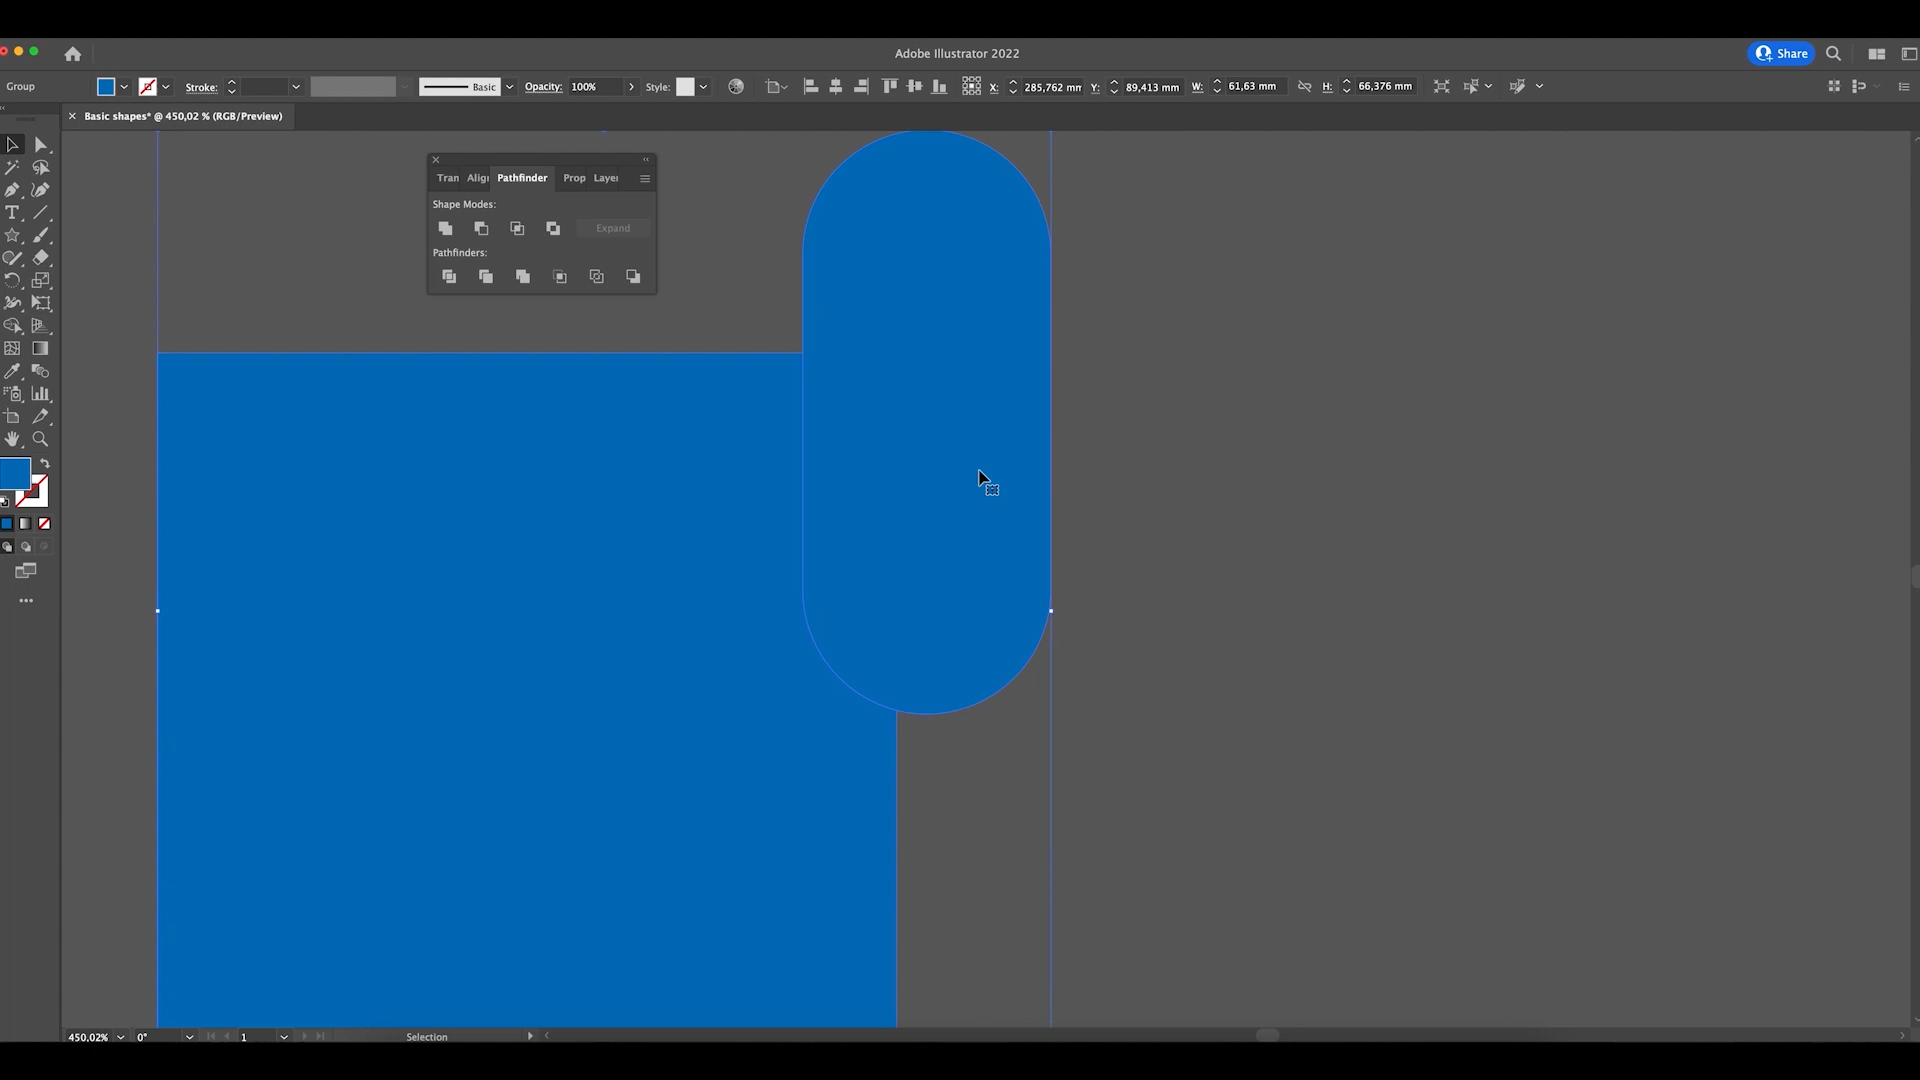 Adobe Illustrator 2022
Share
Group
Stroke:
Basic
Opacity: 100%
Style:
X: 285,762 mm
Y: 89,413 mm
W: 61,63 mm
H: 66,376 mm
Basic shapes* @ 450,02 % (RGB/Preview)
Tran Align Pathfinder Prop Layer
Shape Modes:
Expand
Pathfinders:
450,02% 0° 1 Selection